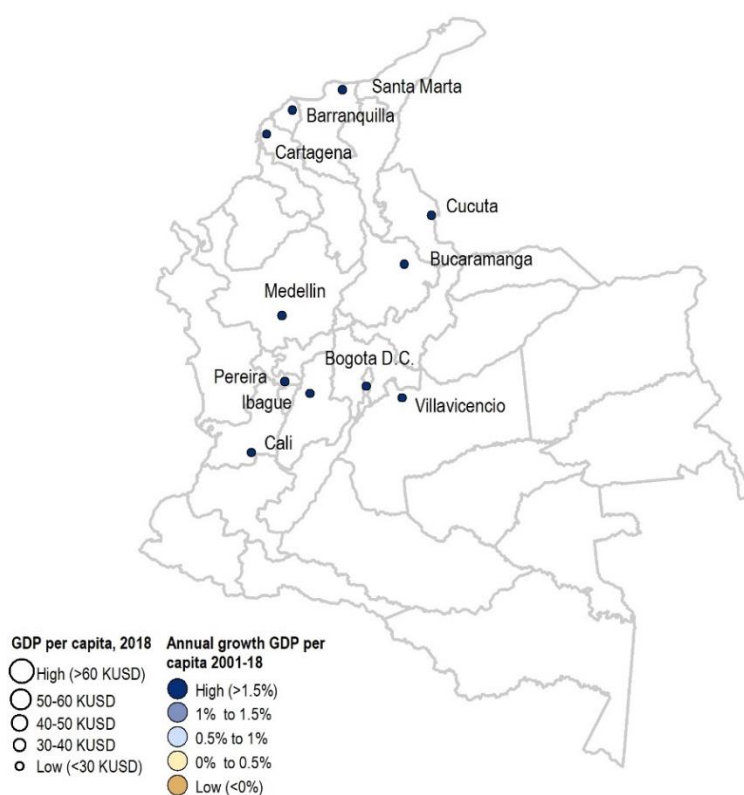 Santa Marta
Barranquilla
Cartagena
Cucuta
Bucaramanga
Medellin
Bogota D.C.
Pereira
Ibague
Villavicencio
Cali
GDP per capita, 2018
High (>60 KUSD)
50-60 KUSD
40-50 KUSD
30-40 KUSD
Low (<30 KUSD)
Annual growth GDP per
capita 2001-18
High (>1.5%)
1% to 1.5%
0.5% to 1%
0% to 0.5%
Low (<0%)